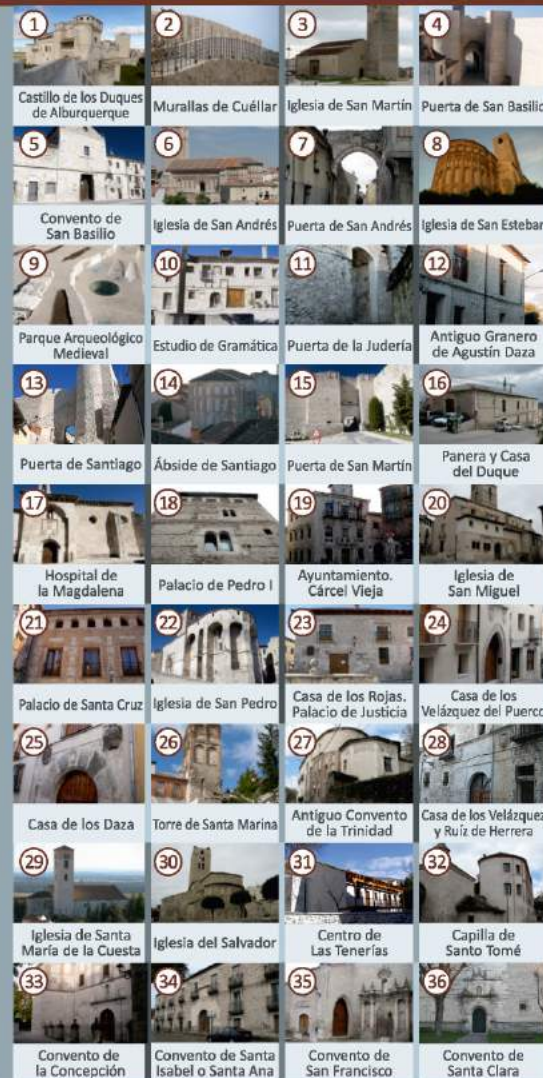 1
2
3
4
Castillo de los Duques
de Alburquerque
Murallas de Cuéllar
Iglesia de San Martín
Puerta de San Basilio
5
6
7
8
Convento de
San Basilio
Iglesia de San Andrés
Puerta de San Andrés
Iglesia de San Esteban
9
10
11
12
Parque Arqueológico
Medieval
Estudio de Gramática
Puerta de la Judería
Antiguo Granero
de Agustín Daza
13
14
15
16
Puerta de Santiago
Ábside de Santiago
Puerta de San Martín
Panera y Casa
del Duque
17
18
19
20
Hospital de
la Magdalena
Palacio de Pedro I
Ayuntamiento.
Cárcel Vieja
Iglesia de
San Miguel
21
22
23
24
Palacio de Santa Cruz
Iglesia de San Pedro
Casa de los Rojas.
Palacio de Justicia
Casa de los
Velázquez del Puerco
25
26
27
28
Casa de los Daza
Torre de Santa Marina
Antiguo Convento
de la Trinidad
Casa de los Velázquez
y Ruíz de Herrera
29
30
31
32
Iglesia de Santa
María de la Cuesta
Iglesia del Salvador
Centro de
Las Tenerías
Capilla de
Santo Tomé
33
34
35
36
Convento de
la Concepción
Convento de Santa
Isabel o Santa Ana
Convento de
San Francisco
Convento de
Santa Clara